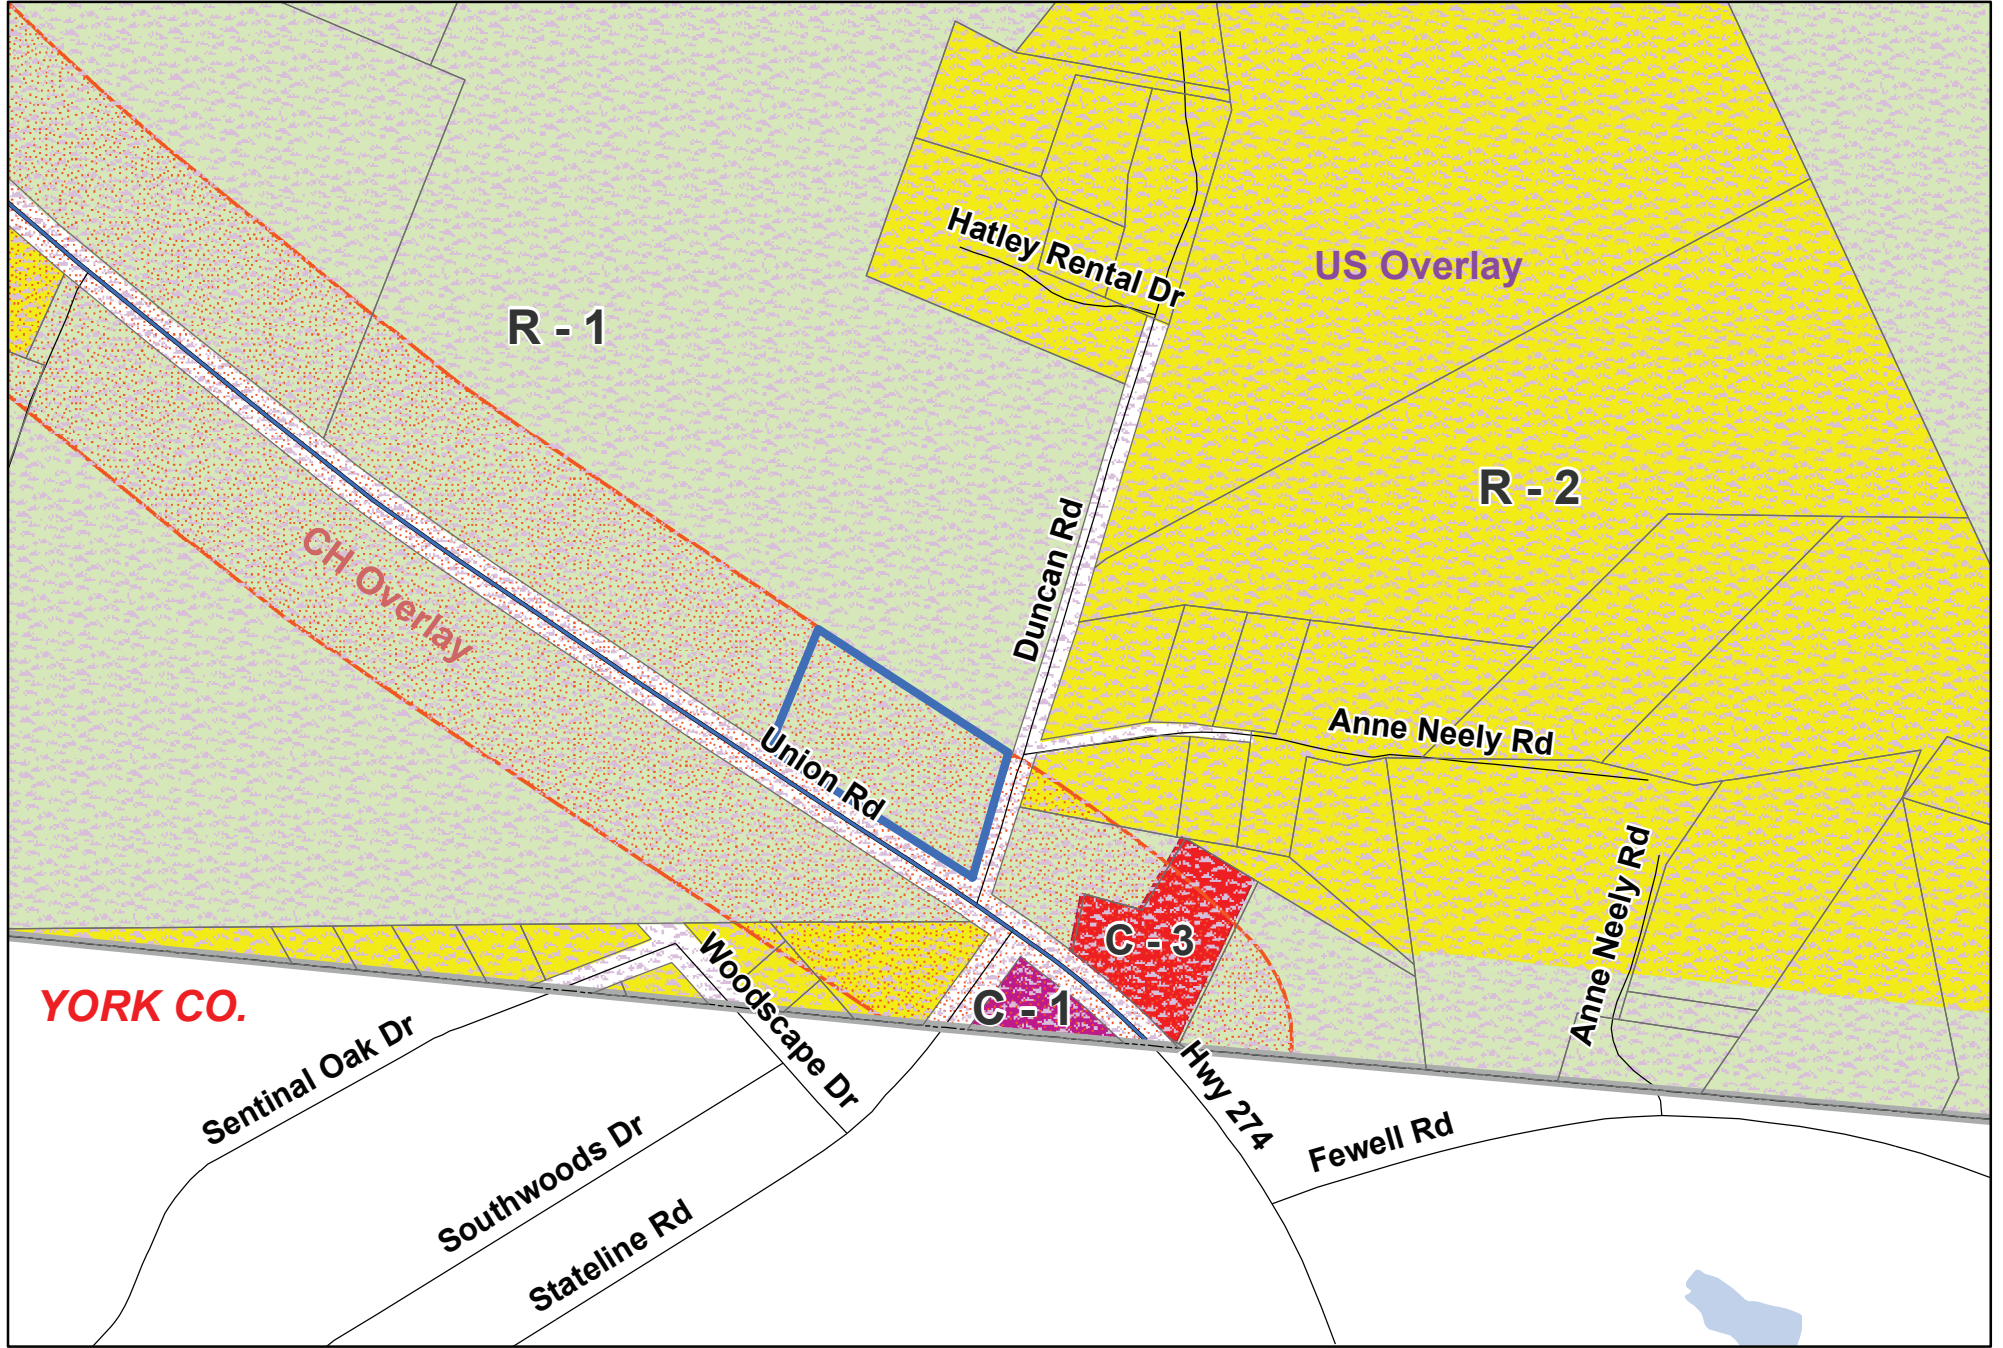 Hatley Rental Dr
US Overlay
R - 1
R - 2
Duncan Rd
CH Overlay
Anne Neely Rd
Union Rd
Anne Neely Rd
C - 3
Woodscape Dr
C - 1
YORK CO.
Sentinal Oak Dr
Hwy 274
Southwoods Dr
Fewell Rd
Stateline Rd